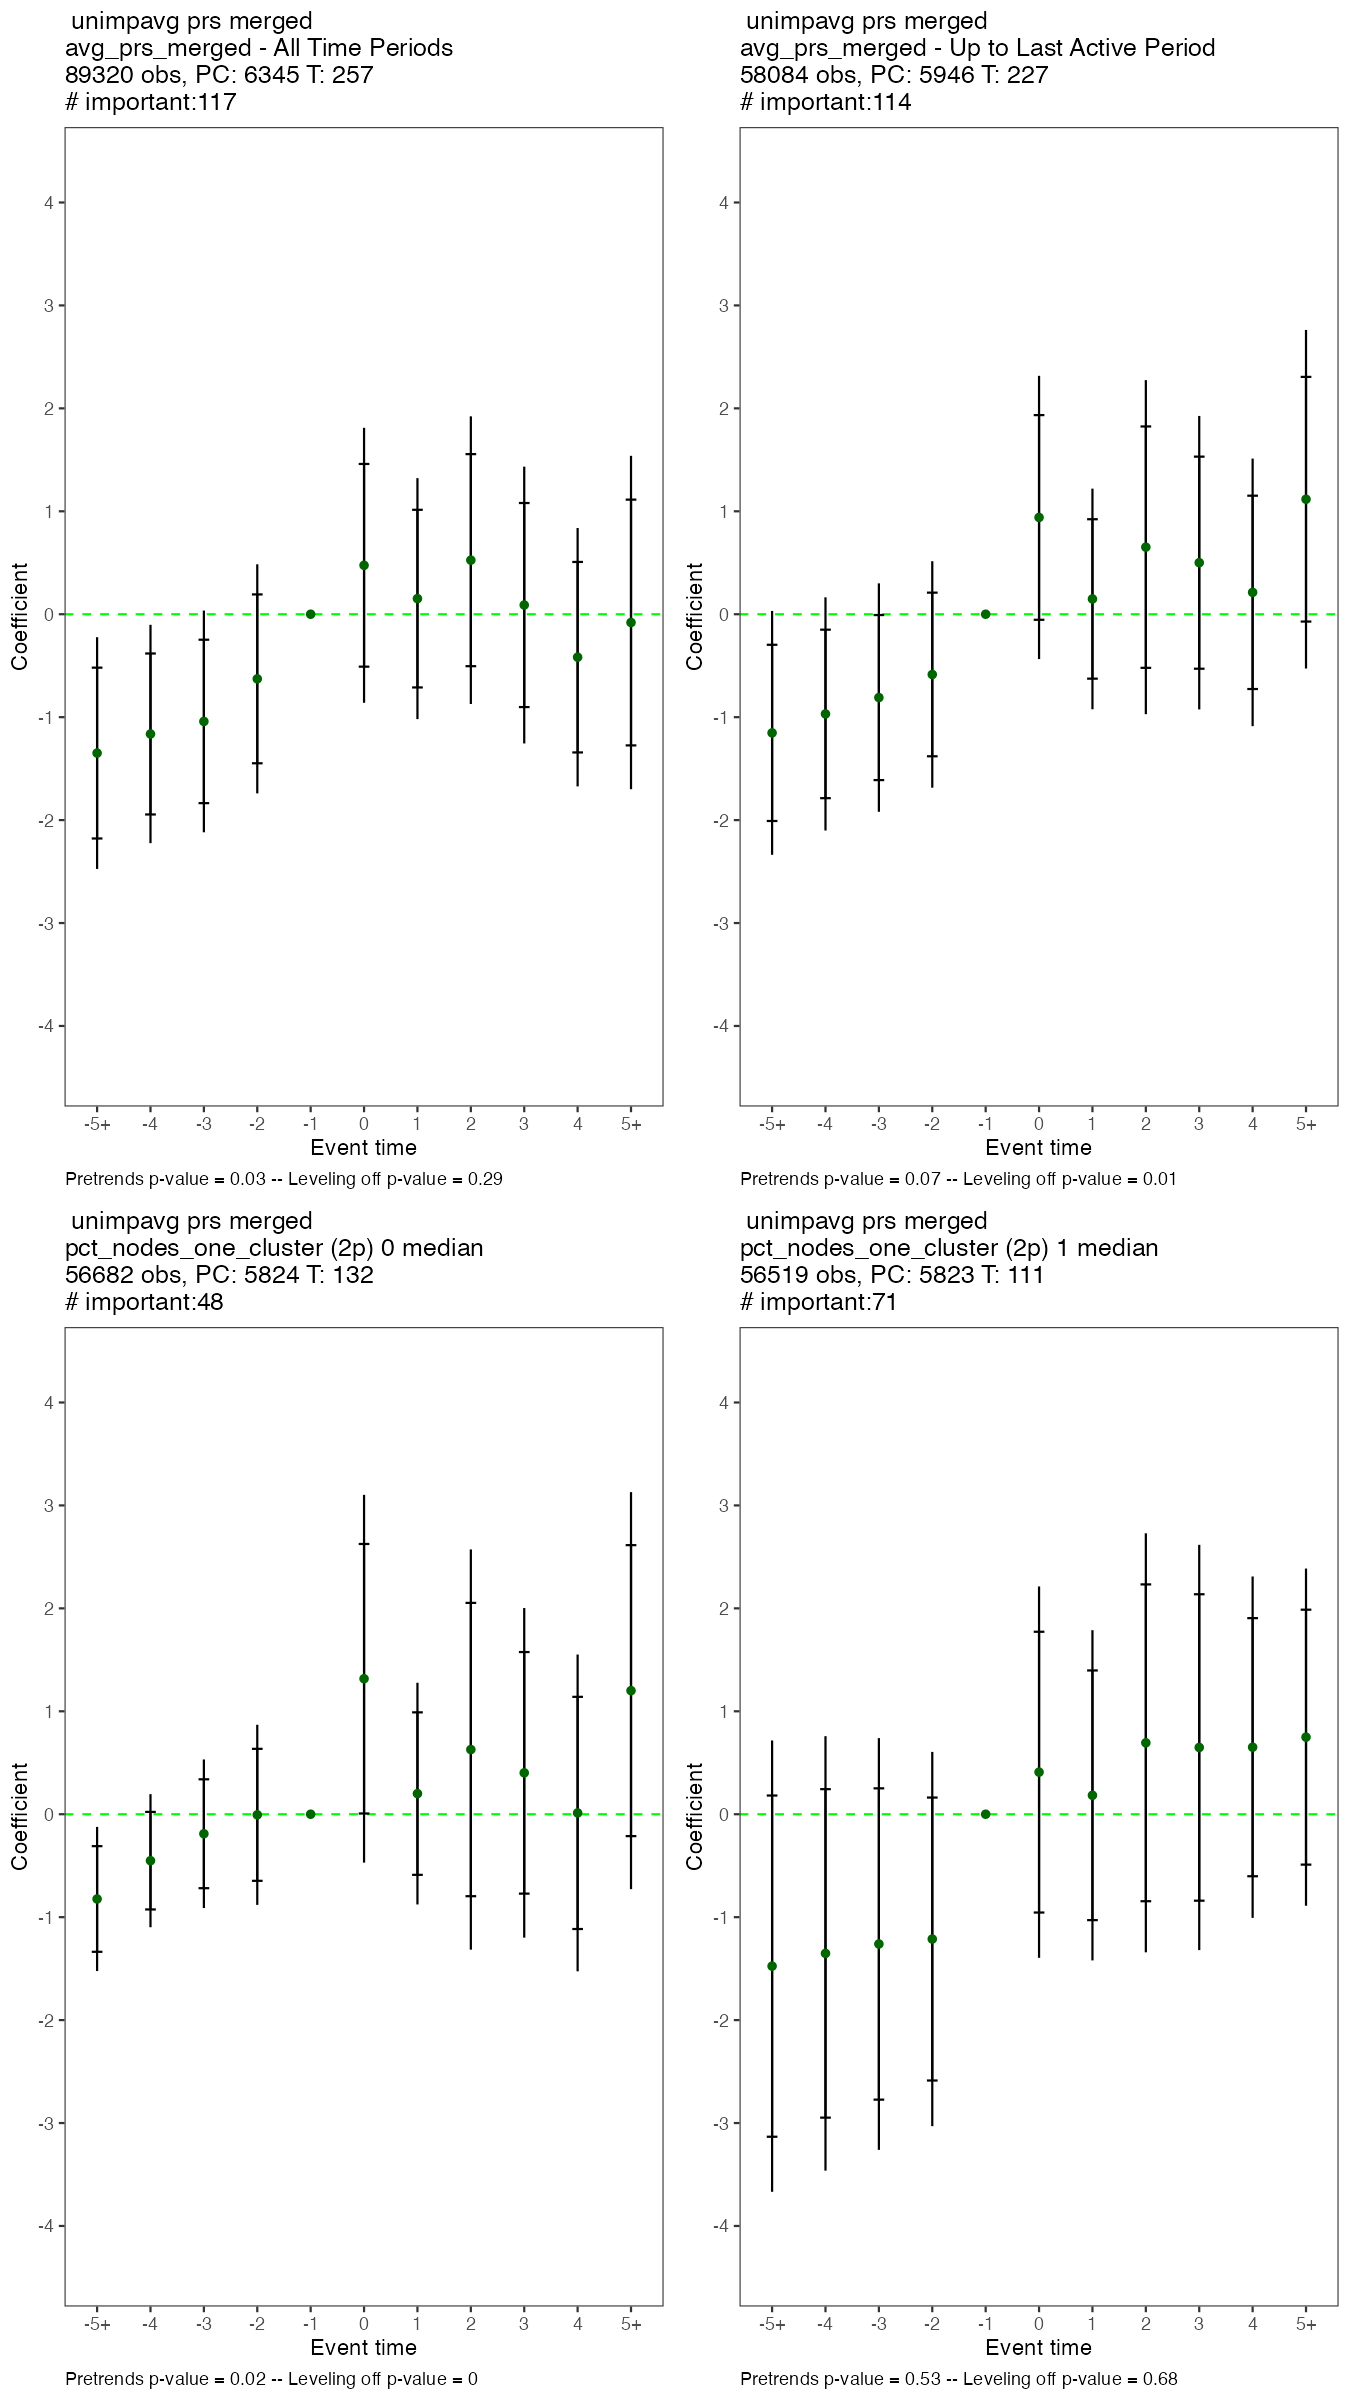 unimpavg prs merged
avg_prs_merged - All Time Periods
89320 obs, PC: 6345 T: 257
# important:117
4
3
2
1
0
-1
-2
-3
-4
Coefficient
-5+ -4 -3 -2 -1 0 1 2 3 4 5+
Event time
Pretrends p-value = 0.03 -- Leveling off p-value = 0.29
unimpavg prs merged
avg_prs_merged - Up to Last Active Period
58084 obs, PC: 5946 T: 227
# important:114
4
3
2
1
0
-1
-2
-3
-4
Coefficient
-5+ -4 -3 -2 -1 0 1 2 3 4 5+
Event time
Pretrends p-value = 0.07 -- Leveling off p-value = 0.01
unimpavg prs merged
pct_nodes_one_cluster (2p) 0 median
56682 obs, PC: 5824 T: 132
# important:48
4
3
2
1
0
-1
-2
-3
-4
Coefficient
-5+ -4 -3 -2 -1 0 1 2 3 4 5+
Event time
Pretrends p-value = 0.02 -- Leveling off p-value = 0
unimpavg prs merged
pct_nodes_one_cluster (2p) 1 median
56519 obs, PC: 5823 T: 111
# important:71
4
3
2
1
0
-1
-2
-3
-4
Coefficient
-5+ -4 -3 -2 -1 0 1 2 3 4 5+
Event time
Pretrends p-value = 0.53 -- Leveling off p-value = 0.68